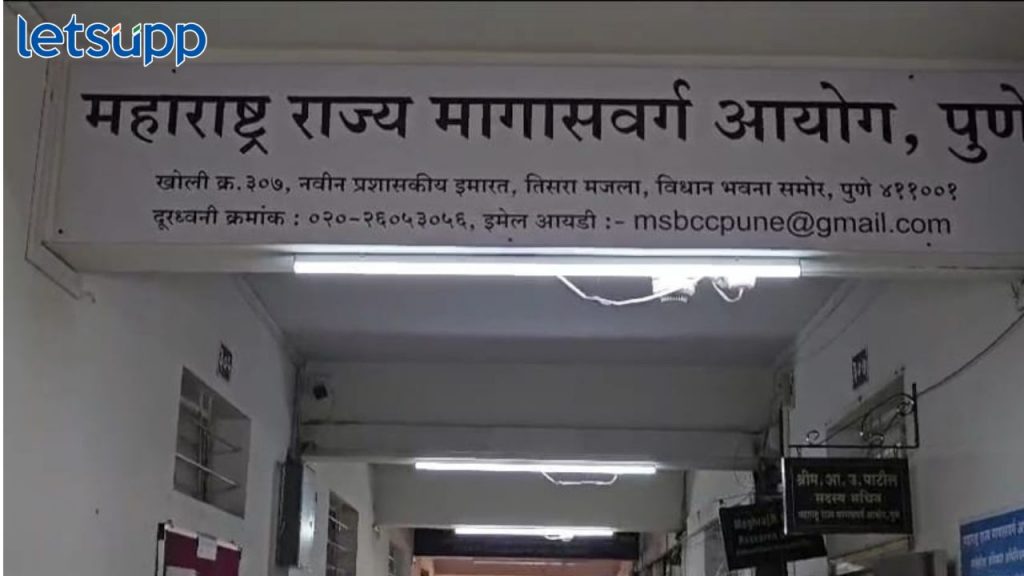 letsupp
महाराष्ट्र राज्य मागासवर्ग आयोग, पुणे
खोली क्र.३०७, नवीन प्रशासकीय इमारत, तिसरा मजला, विधान भवना समोर, पुणे ४११००१
दूरध्वनी क्रमांक : ०२०-२६०५३०५६, इमेल आयडी :- msbccpune@gmail.com
श्रीम. आ. उ. पाटील
सदस्य सचिव